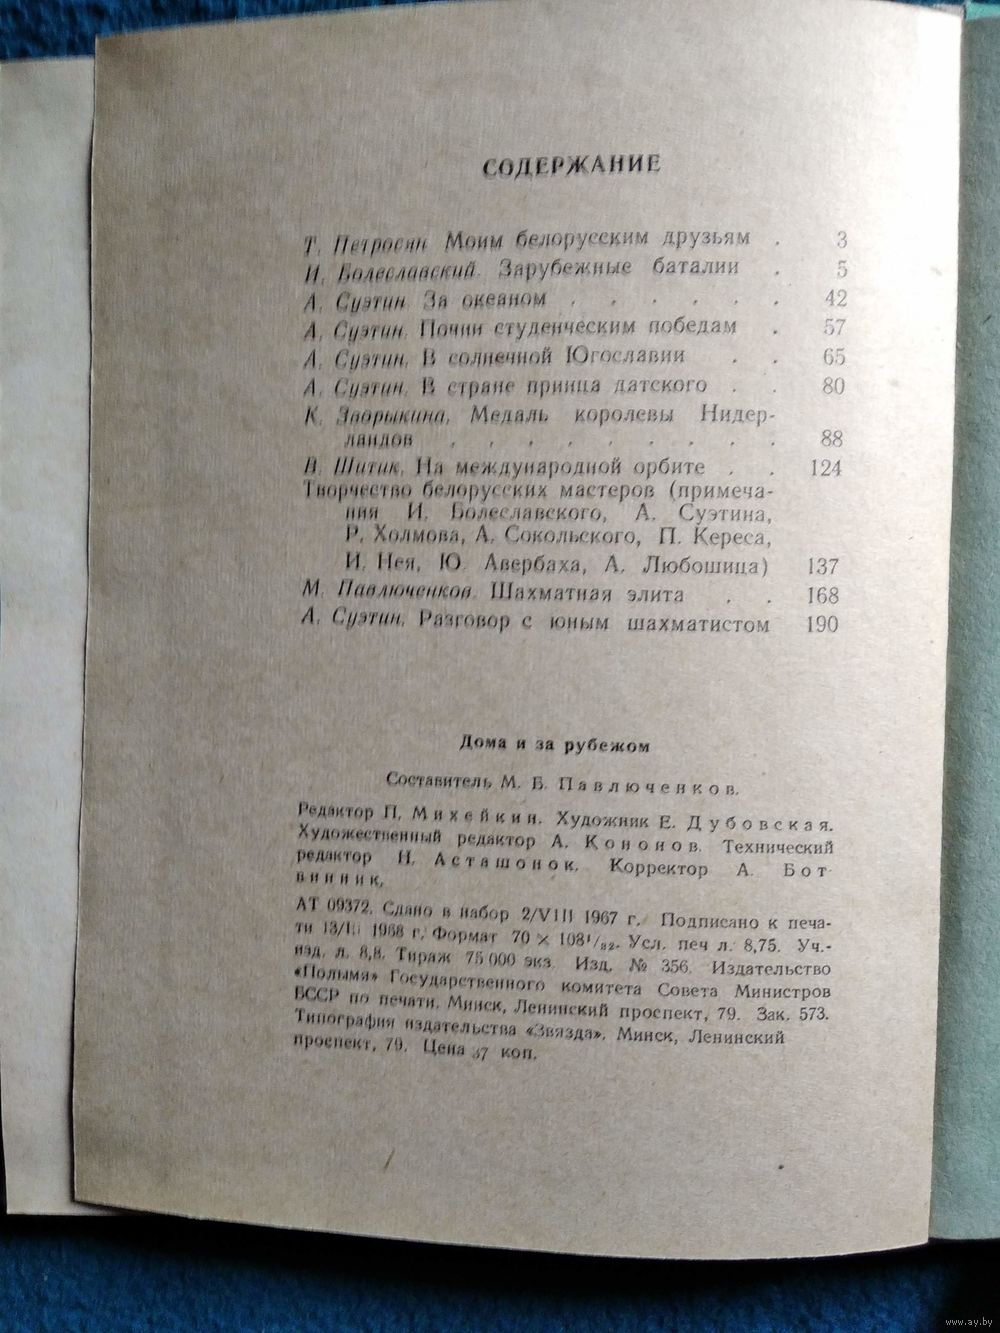 СОДЕРЖАНИЕ
Т. Петросян. Моим белорусским друзьям . 3
И. Болеславский. Зарубежные баталии . 5
А. Суэтин. За океаном . . . . . . 42
А. Суэтин. Почин студенческим победам . 57
А. Суэтин. В солнечной Югославии . . 65
А. Суэтин. В стране принца датского . . 80
К. Зворыкина. Медаль королевы Нидер-
ландов . . . . . . . . . 88
В. Шитик. На международной орбите . . 124
Творчество белорусских мастеров (примеча-
ния И. Болеславского, А. Суэтина,
Р. Холмова, А. Сокольского, П. Кереса,
И. Нея, Ю. Авербаха, А. Любошица) 137
М. Павлюченков. Шахматная элита . . 168
А. Суэтин. Разговор с юным шахматистом 190
Дома и за рубежом
Составитель М. Б. Павлюченков.
Редактор П. Михейкин. Художник Е. Дубовская.
Художественный редактор А. Кононов. Технический
редактор И. Асташонок. Корректор А. Бот-
винник.
АТ 09372. Сдано в набор 2/VIII 1967 г. Подписано к печа-
ти 1968 г. Формат 70 × 108 1/32. Усл. печ л. 8,75. Уч.-
изд. л. 8,8. Тираж 75 000 экз. Изд. № 356. Издательство
«Полымя» Государственного комитета Совета Министров
БССР по печати. Минск, Ленинский проспект, 79. Зак. 573.
Типография издательства «Звязда». Минск, Ленинский
проспект, 79. Цена коп.
www.ay.by